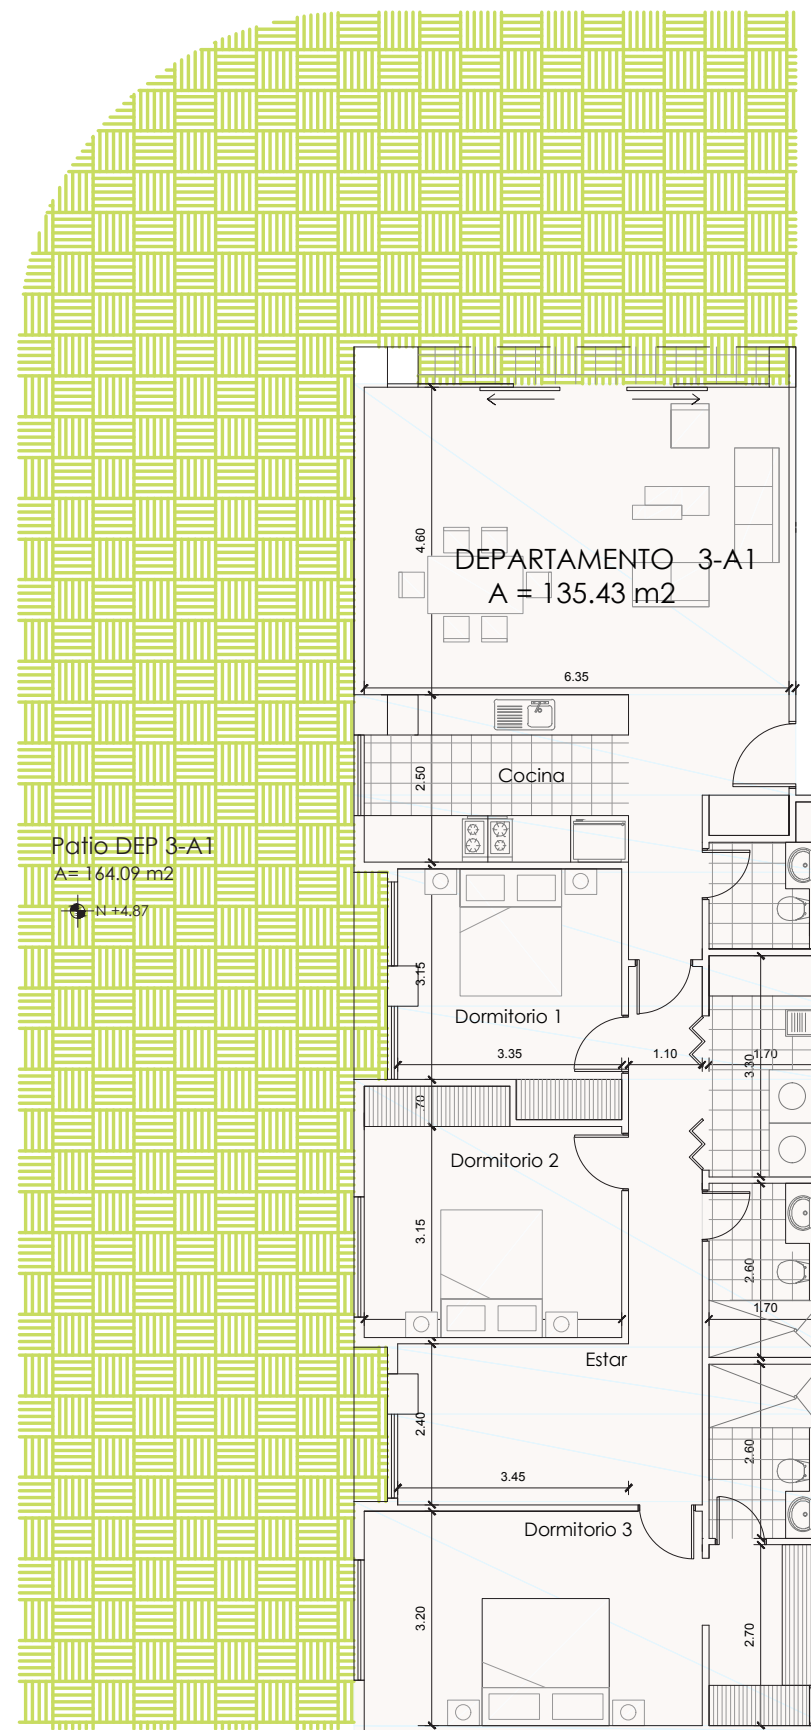 4.60
DEPARTAMENTO 3-A1
A = 135.43 m2
6.35
2.50
Cocina
Patio DEP 3-A1
A= 164.09 m2
N +4.87
3.15
Dormitorio 1
3.35
1.10
3.30
1.70
.70
Dormitorio 2
3.15
2.60
1.70
Estar
2.40
2.60
3.45
Dormitorio 3
3.20
2.70